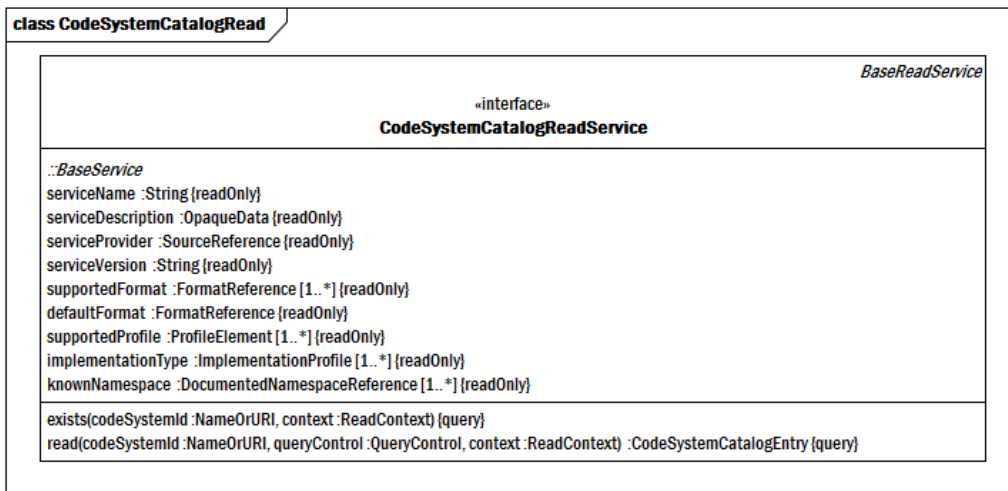 class CodeSystemCatalogRead
BaseReadService
«interface»
CodeSystemCatalogReadService
::BaseService
serviceName :String {readOnly}
serviceDescription :OpaqueData {readOnly}
serviceProvider :SourceReference {readOnly}
serviceVersion :String {readOnly}
supportedFormat :FormatReference [1..*] {readOnly}
defaultFormat :FormatReference {readOnly}
supportedProfile :ProfileElement [1..*] {readOnly}
implementationType :ImplementationProfile [1..*] {readOnly}
knownNamespace :DocumentedNamespaceReference [1..*] {readOnly}
exists(codeSystemId :NameOrURI, context :ReadContext) {query}
read(codeSystemId :NameOrURI, queryControl :QueryControl, context :ReadContext) :CodeSystemCatalogEntry {query}